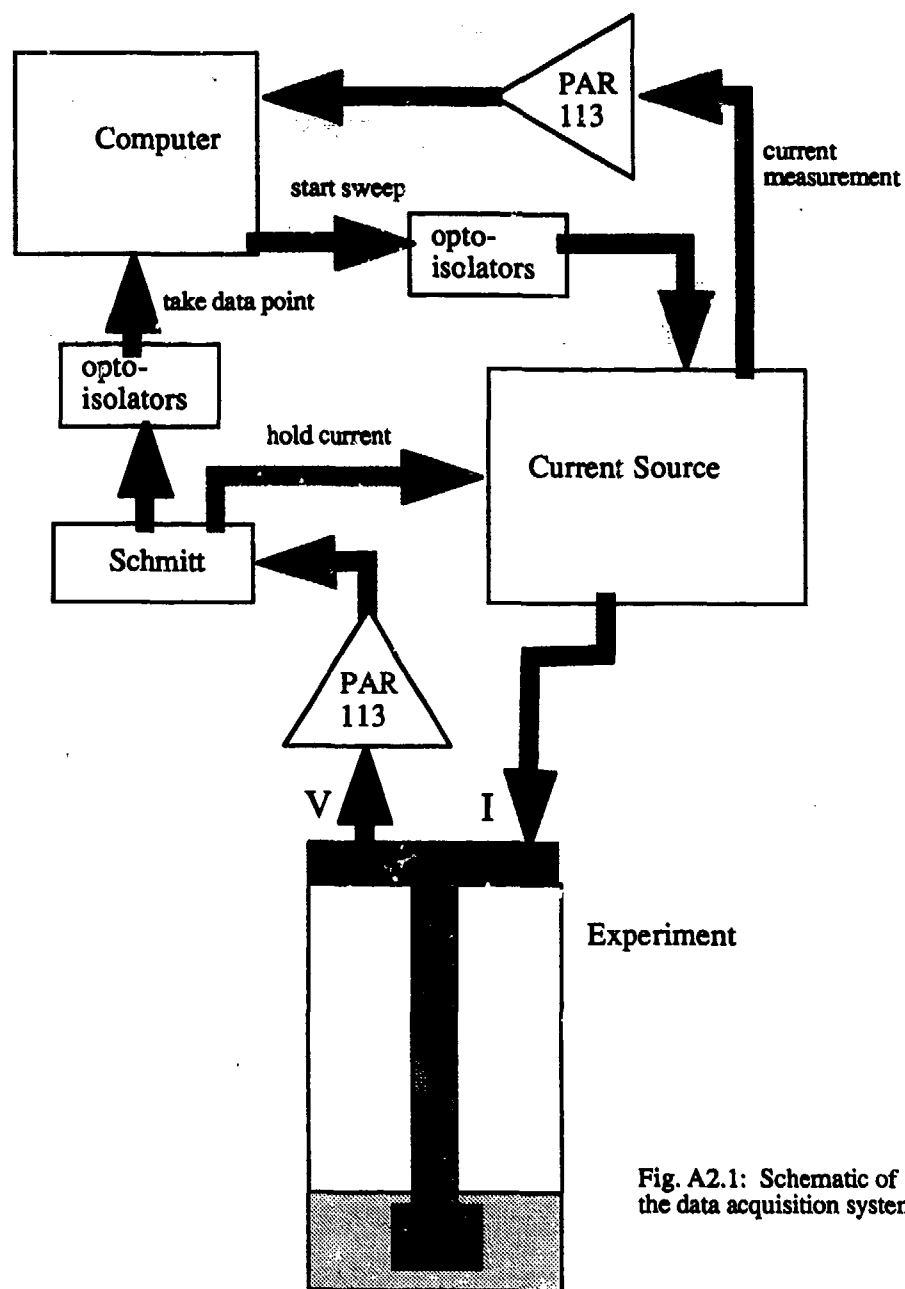 PAR
113
Computer
current
measurement
start sweep
opto-
isolators
take data point
opto-
isolators
hold current
Current Source
Schmitt
PAR
113
V
I
Experiment
Fig. A2.1: Schematic of
the data acquisition system